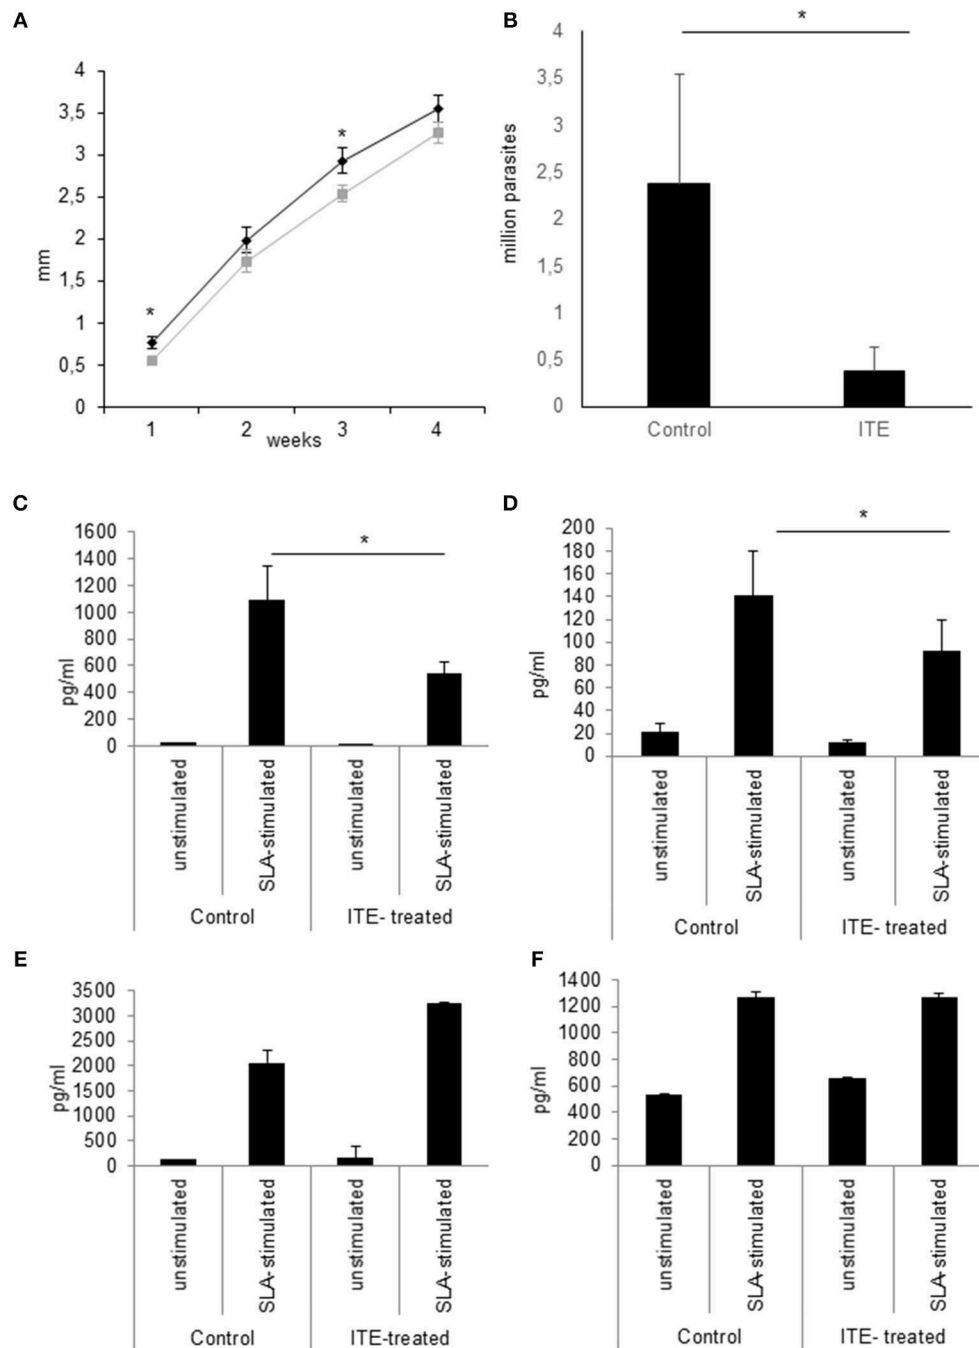 A
4
3,5
3
2,5
2
1,5
1
0,5
0
mm
*
*
1 2 3 4
weeks
B
*
4
3,5
3
2,5
2
1,5
1
0,5
0
million parasites
Control ITE
C
1600
1400
1200
1000
800
600
400
200
0
pg/ml
*
unstimulated
SLA-stimulated
unstimulated
SLA-stimulated
Control ITE- treated
D
200
180
160
140
120
100
80
60
40
20
0
pg/ml
*
unstimulated
SLA-stimulated
unstimulated
SLA-stimulated
Control ITE- treated
E
3500
3000
2500
2000
1500
1000
500
0
pg/ml
unstimulated
SLA-stimulated
unstimulated
SLA-stimulated
Control ITE-treated
F
1400
1200
1000
800
600
400
200
0
pg/ml
unstimulated
SLA-stimulated
unstimulated
SLA-stimulated
Control ITE- treated